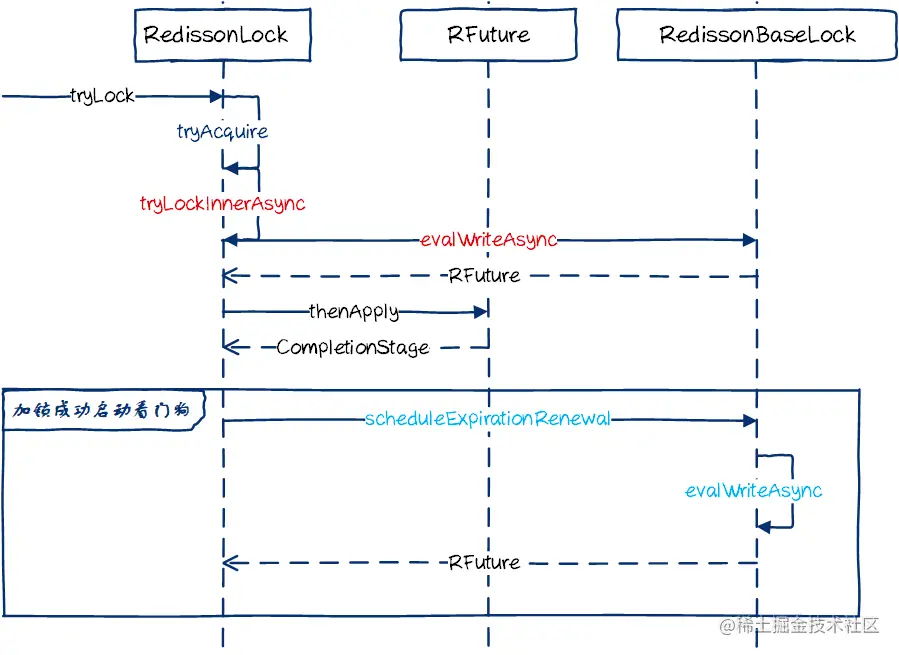 RedissonLock
RFuture
RedissonBaseLock
tryLock
tryAcquire
tryLockInnerAsync
evalWriteAsync
RFuture
thenApply
CompletionStage
加锁成功启动看门狗
scheduleExpirationRenewal
evalWriteAsync
RFuture
@稀土掘金技术社区